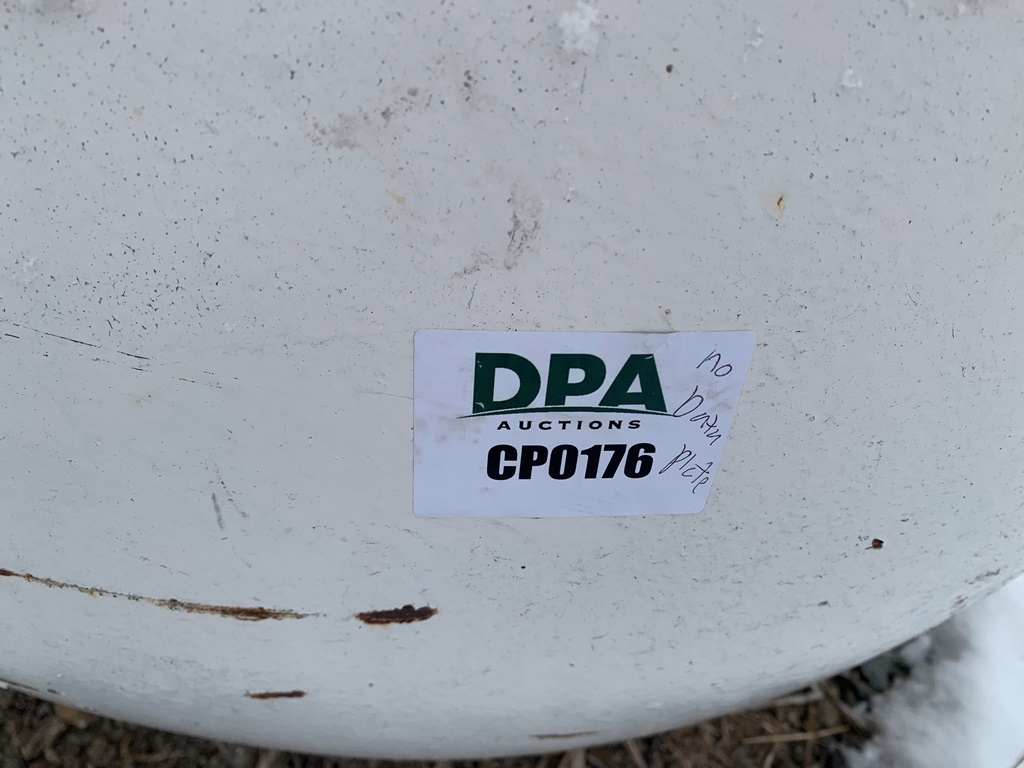 DPA
AUCTIONS
CP0176
no
Data
Plate